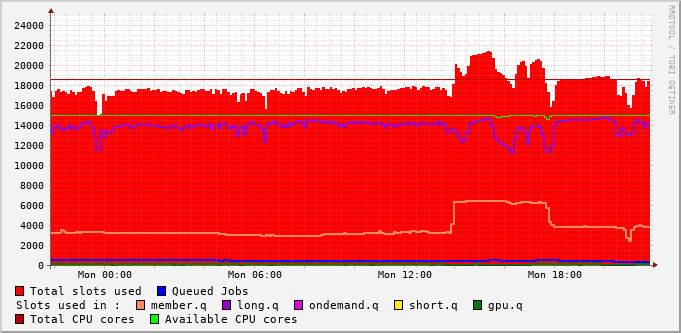 24000
22000
20000
18000
16000
14000
12000
10000
8000
6000
4000
2000
0
Mon 00:00 Mon 06:00 Mon 12:00 Mon 18:00
Total slots used Queued Jobs
Slots used in : member.q long.q ondemand.q short.q gpu.q
Total CPU cores Available CPU cores
RRDTOOL / TOBI OETIKER